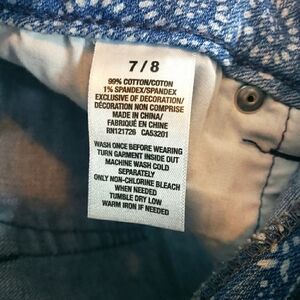 7 / 8
99% COTTON/COTON
1% SPANDEX/SPANDEX
EXCLUSIVE OF DECORATION/
DÉCORATION NON COMPRISE
MADE IN CHINA/
FABRIQUÉ EN CHINE
RN121726 CA53201
WASH ONCE BEFORE WEARING
TURN GARMENT INSIDE OUT
MACHINE WASH COLD
SEPARATELY
ONLY NON-CHLORINE BLEACH
WHEN NEEDED
TUMBLE DRY LOW
WARM IRON IF NEEDED